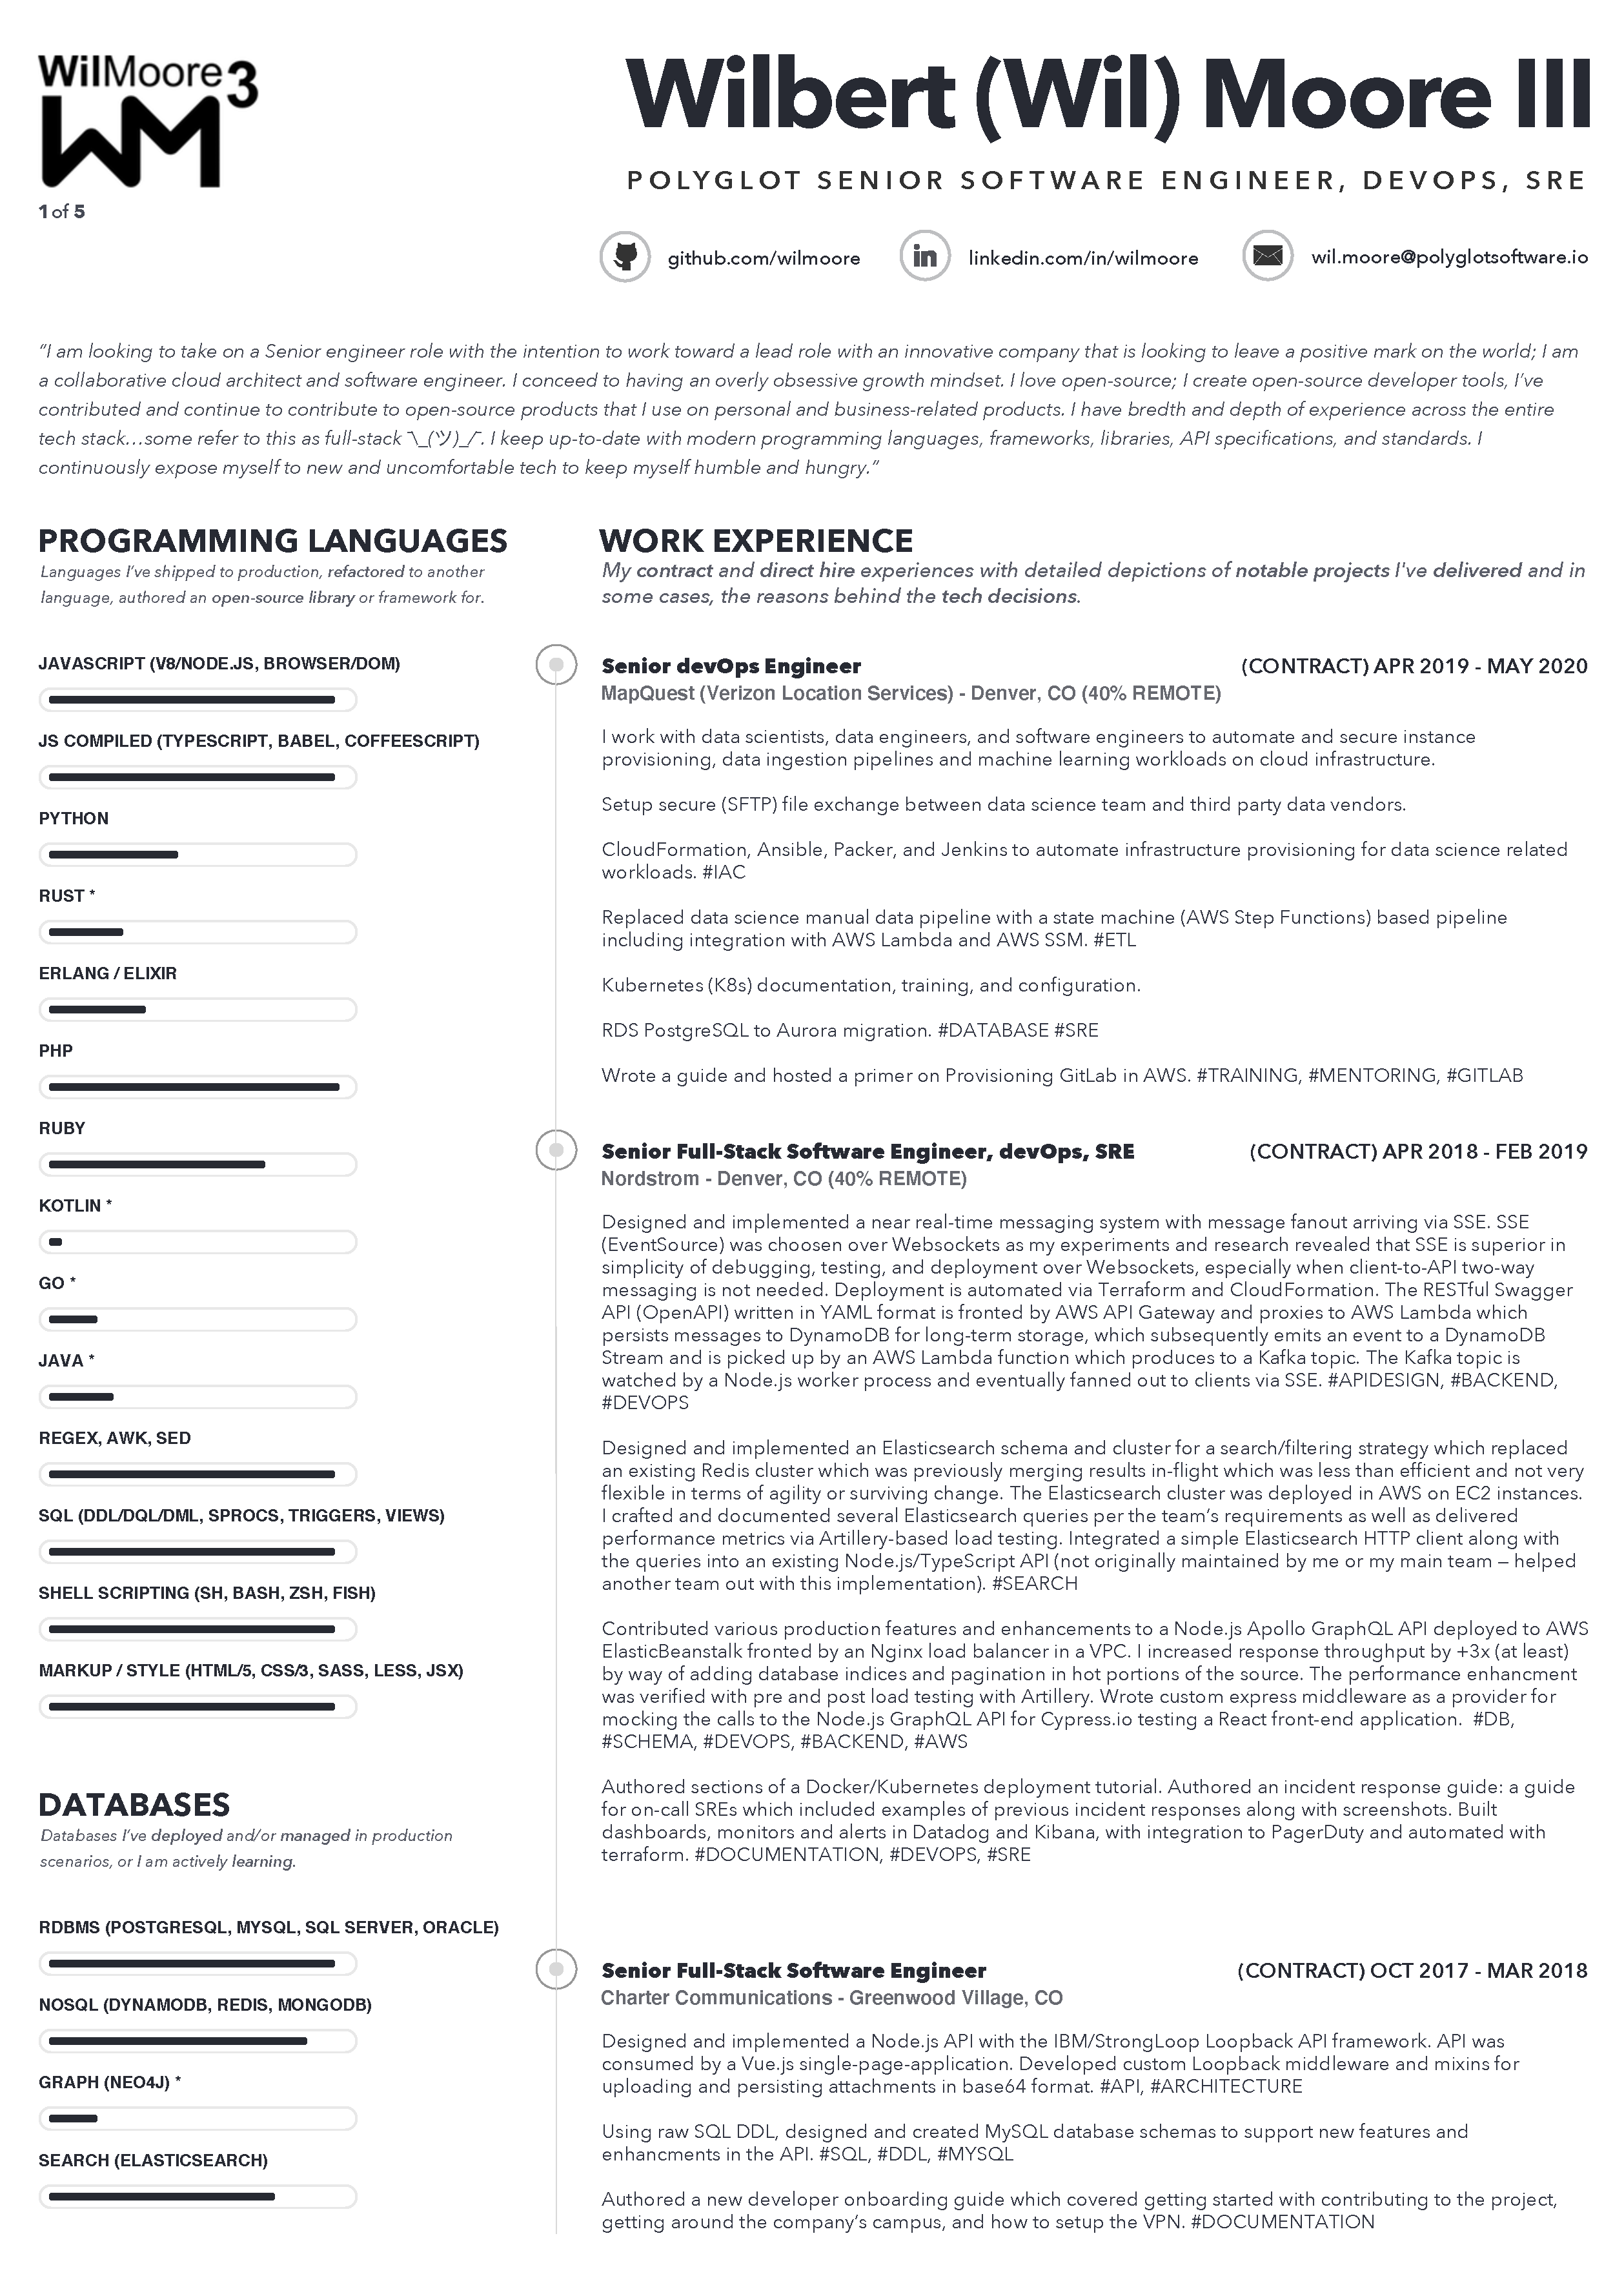 WilMoore3
WM
1 of 5
Wilbert (Wil) Moore III
POLYGLOT SENIOR SOFTWARE ENGINEER, DEVOPS, SRE
github.com/wilmoore
linkedin.com/in/wilmoore
wil.moore@polyglotsoftware.io
“I am looking to take on a Senior engineer role with the intention to work toward a lead role with an innovative company that is looking to leave a positive mark on the world; I am
a collaborative cloud architect and software engineer. I conceed to having an overly obsessive growth mindset. I love open-source; I create open-source developer tools, I’ve
contributed and continue to contribute to open-source products that I use on personal and business-related products. I have bredth and depth of experience across the entire
tech stack…some refer to this as full-stack ¯\_(ツ)_/¯. I keep up-to-date with modern programming languages, frameworks, libraries, API specifications, and standards. I
continuously expose myself to new and uncomfortable tech to keep myself humble and hungry.”
PROGRAMMING LANGUAGES
Languages I’ve shipped to production, refactored to another
language, authored an open-source library or framework for.
JAVASCRIPT (V8/NODE.JS, BROWSER/DOM)
JS COMPILED (TYPESCRIPT, BABEL, COFFEESCRIPT)
PYTHON
RUST *
ERLANG / ELIXIR
PHP
RUBY
KOTLIN *
GO *
JAVA *
REGEX, AWK, SED
SQL (DDL/DQL/DML, SPROCS, TRIGGERS, VIEWS)
SHELL SCRIPTING (SH, BASH, ZSH, FISH)
MARKUP / STYLE (HTML/5, CSS/3, SASS, LESS, JSX)
DATABASES
Databases I’ve deployed and/or managed in production
scenarios, or I am actively learning.
RDBMS (POSTGRESQL, MYSQL, SQL SERVER, ORACLE)
NOSQL (DYNAMODB, REDIS, MONGODB)
GRAPH (NEO4J) *
SEARCH (ELASTICSEARCH)
WORK EXPERIENCE
My contract and direct hire experiences with detailed depictions of notable projects I've delivered and in
some cases, the reasons behind the tech decisions.
Senior devOps Engineer (CONTRACT) APR 2019 - MAY 2020
MapQuest (Verizon Location Services) - Denver, CO (40% REMOTE)
I work with data scientists, data engineers, and software engineers to automate and secure instance
provisioning, data ingestion pipelines and machine learning workloads on cloud infrastructure.
Setup secure (SFTP) file exchange between data science team and third party data vendors.
CloudFormation, Ansible, Packer, and Jenkins to automate infrastructure provisioning for data science related
workloads. #IAC
Replaced data science manual data pipeline with a state machine (AWS Step Functions) based pipeline
including integration with AWS Lambda and AWS SSM. #ETL
Kubernetes (K8s) documentation, training, and configuration.
RDS PostgreSQL to Aurora migration. #DATABASE #SRE
Wrote a guide and hosted a primer on Provisioning GitLab in AWS. #TRAINING, #MENTORING, #GITLAB
Senior Full-Stack Software Engineer, devOps, SRE (CONTRACT) APR 2018 - FEB 2019
Nordstrom - Denver, CO (40% REMOTE)
Designed and implemented a near real-time messaging system with message fanout arriving via SSE. SSE
(EventSource) was choosen over Websockets as my experiments and research revealed that SSE is superior in
simplicity of debugging, testing, and deployment over Websockets, especially when client-to-API two-way
messaging is not needed. Deployment is automated via Terraform and CloudFormation. The RESTful Swagger
API (OpenAPI) written in YAML format is fronted by AWS API Gateway and proxies to AWS Lambda which
persists messages to DynamoDB for long-term storage, which subsequently emits an event to a DynamoDB
Stream and is picked up by an AWS Lambda function which produces to a Kafka topic. The Kafka topic is
watched by a Node.js worker process and eventually fanned out to clients via SSE. #APIDESIGN, #BACKEND,
#DEVOPS
Designed and implemented an Elasticsearch schema and cluster for a search/filtering strategy which replaced
an existing Redis cluster which was previously merging results in-flight which was less than efficient and not very
flexible in terms of agility or surviving change. The Elasticsearch cluster was deployed in AWS on EC2 instances.
I crafted and documented several Elasticsearch queries per the team’s requirements as well as delivered
performance metrics via Artillery-based load testing. Integrated a simple Elasticsearch HTTP client along with
the queries into an existing Node.js/TypeScript API (not originally maintained by me or my main team – helped
another team out with this implementation). #SEARCH
Contributed various production features and enhancements to a Node.js Apollo GraphQL API deployed to AWS
ElasticBeanstalk fronted by an Nginx load balancer in a VPC. I increased response throughput by +3x (at least)
by way of adding database indices and pagination in hot portions of the source. The performance enhancment
was verified with pre and post load testing with Artillery. Wrote custom express middleware as a provider for
mocking the calls to the Node.js GraphQL API for Cypress.io testing a React front-end application. #DB,
#SCHEMA, #DEVOPS, #BACKEND, #AWS
Authored sections of a Docker/Kubernetes deployment tutorial. Authored an incident response guide: a guide
for on-call SREs which included examples of previous incident responses along with screenshots. Built
dashboards, monitors and alerts in Datadog and Kibana, with integration to PagerDuty and automated with
terraform. #DOCUMENTATION, #DEVOPS, #SRE
Senior Full-Stack Software Engineer (CONTRACT) OCT 2017 - MAR 2018
Charter Communications - Greenwood Village, CO
Designed and implemented a Node.js API with the IBM/StrongLoop Loopback API framework. API was
consumed by a Vue.js single-page-application. Developed custom Loopback middleware and mixins for
uploading and persisting attachments in base64 format. #API, #ARCHITECTURE
Using raw SQL DDL, designed and created MySQL database schemas to support new features and
enhancments in the API. #SQL, #DDL, #MYSQL
Authored a new developer onboarding guide which covered getting started with contributing to the project,
getting around the company’s campus, and how to setup the VPN. #DOCUMENTATION